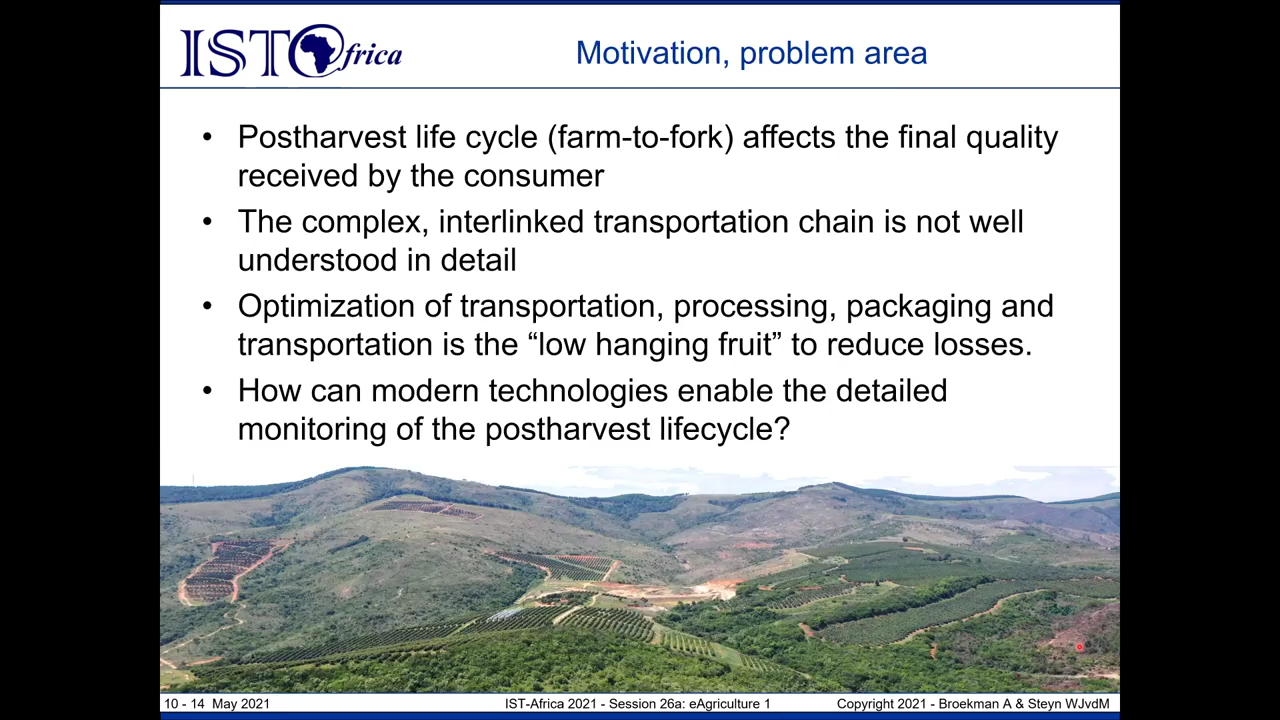 IST Africa
Motivation, problem area
• Postharvest life cycle (farm-to-fork) affects the final quality
received by the consumer
• The complex, interlinked transportation chain is not well
understood in detail
• Optimization of transportation, processing, packaging and
transportation is the “low hanging fruit” to reduce losses.
• How can modern technologies enable the detailed
monitoring of the postharvest lifecycle?
10 - 14 May 2021
IST-Africa 2021 - Session 26a: eAgriculture 1
Copyright 2021 - Broekman A & Steyn WJvdM